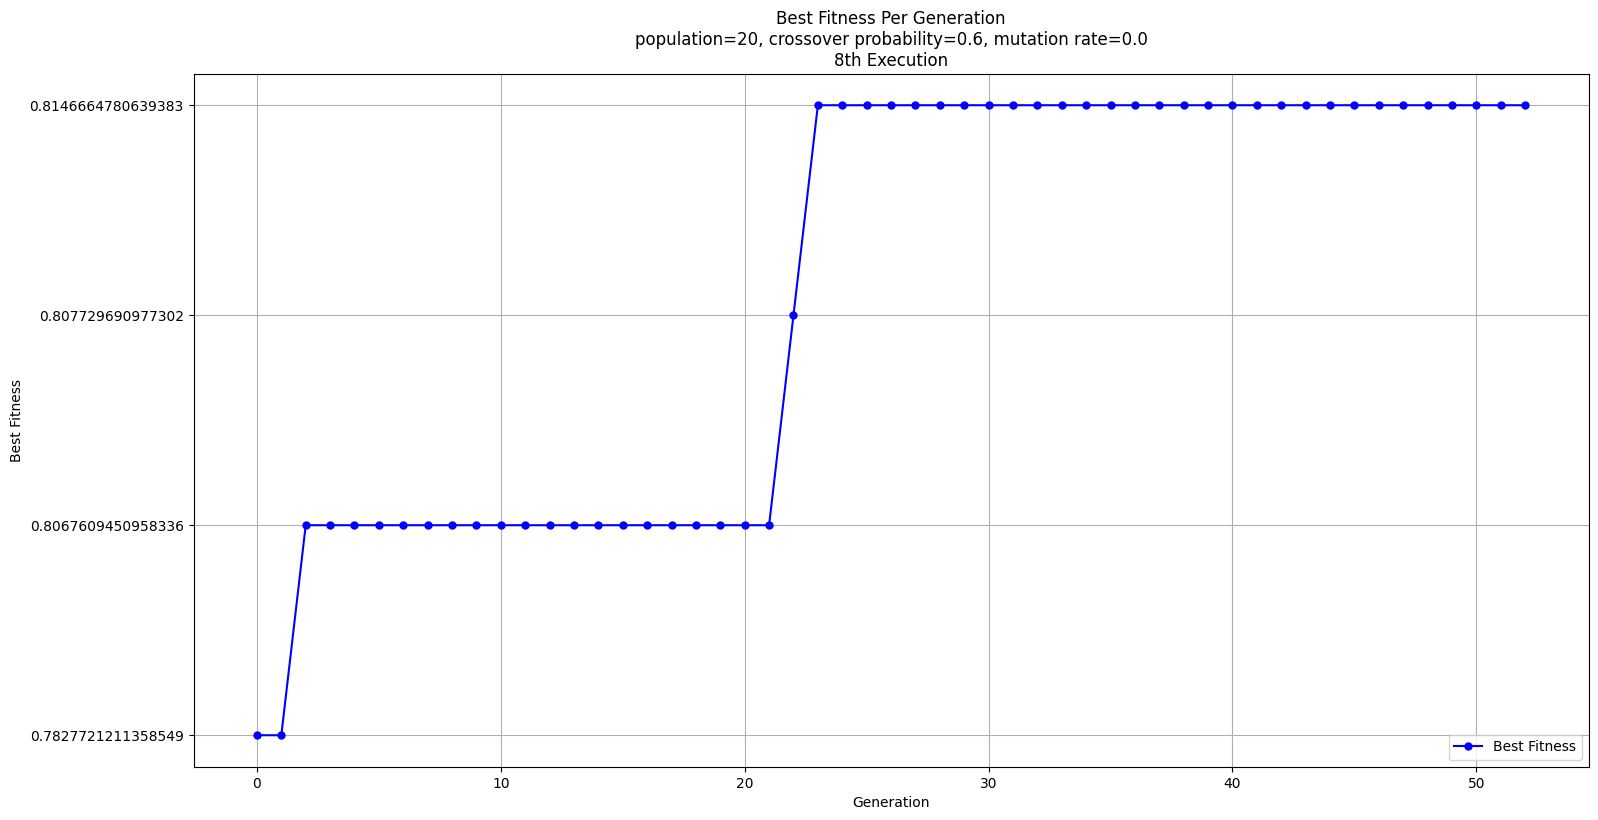 Best Fitness Per Generation
population=20, crossover probability=0.6, mutation rate=0.0
8th Execution
0.8146664780639383
0.807729690977302
0.8067609450958336
0.7827721211358549
Best Fitness
Best Fitness
0 10 20 30 40 50
Generation